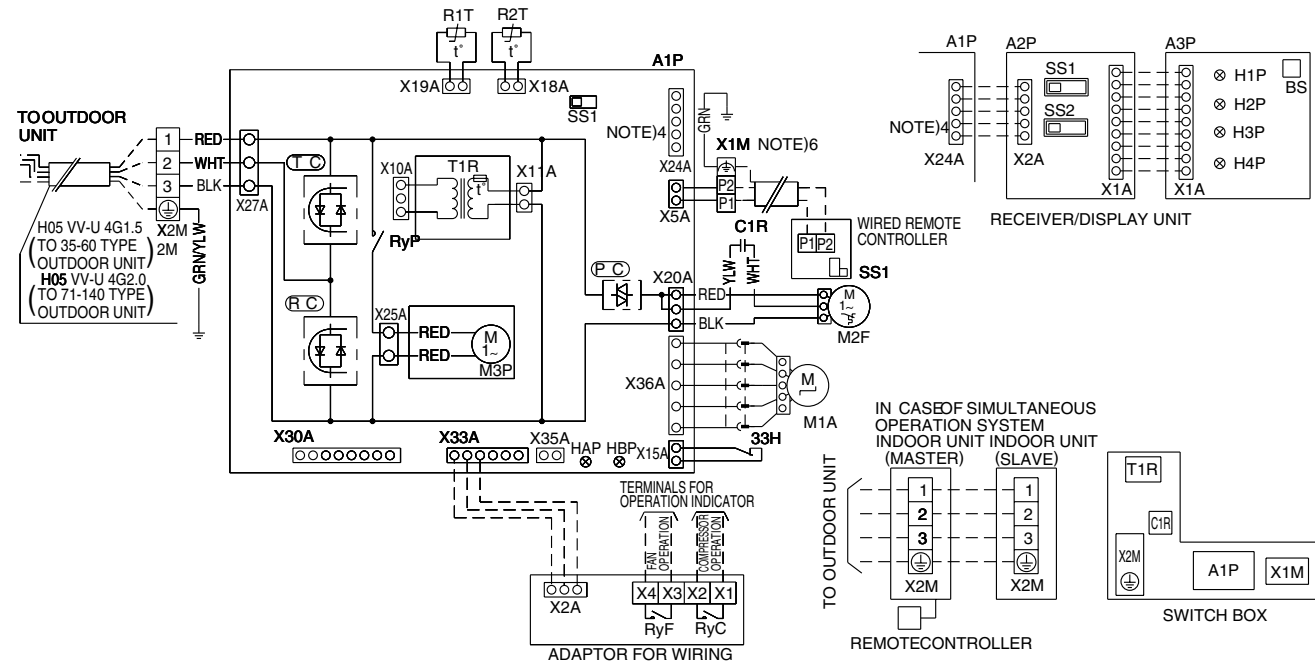 R1T
R2T
t°
t°
X19A
X18A
A1P
SS1
TO OUTDOOR
UNIT
1
RED
2
WHT
3
BLK
X27A
X2M
2M
GRN/YLW
H05 VV-U 4G1.5
(TO 35-60 TYPE
OUTDOOR UNIT)
H05 VV-U 4G2.0
(TO 71-140 TYPE
OUTDOOR UNIT)
T C
R C
RyP
X10A
T1R
t°
X11A
X25A
RED
RED
M
1~
M3P
P C
NOTE)4
X24A
X5A
GRN
X1M NOTE)6
P2
P1
WIRED REMOTE
CONTROLLER
P1 P2
SS1
C1R
YLW
WHT
X20A
RED
BLK
M
1~
M2F
X36A
M
M1A
X30A
X33A
X35A
HAP
HBP
X15A
33H
TERMINALS FOR
OPERATION INDICATOR
FAN
OPERATION
COMPRESSOR
OPERATION
X2A
X4 X3 X2 X1
RyF
RyC
ADAPTOR FOR WIRING
A1P
A2P
A3P
SS1
SS2
NOTE)4
X24A
X2A
X1A
X1A
H1P
H2P
H3P
H4P
BS
RECEIVER/DISPLAY UNIT
IN CASE OF SIMULTANEOUS
OPERATION SYSTEM
INDOOR UNIT INDOOR UNIT
(MASTER) (SLAVE)
TO OUTDOOR UNIT
1
2
3
X2M
1
2
3
X2M
REMOTECONTROLLER
T1R
C1R
X2M
A1P
X1M
SWITCH BOX